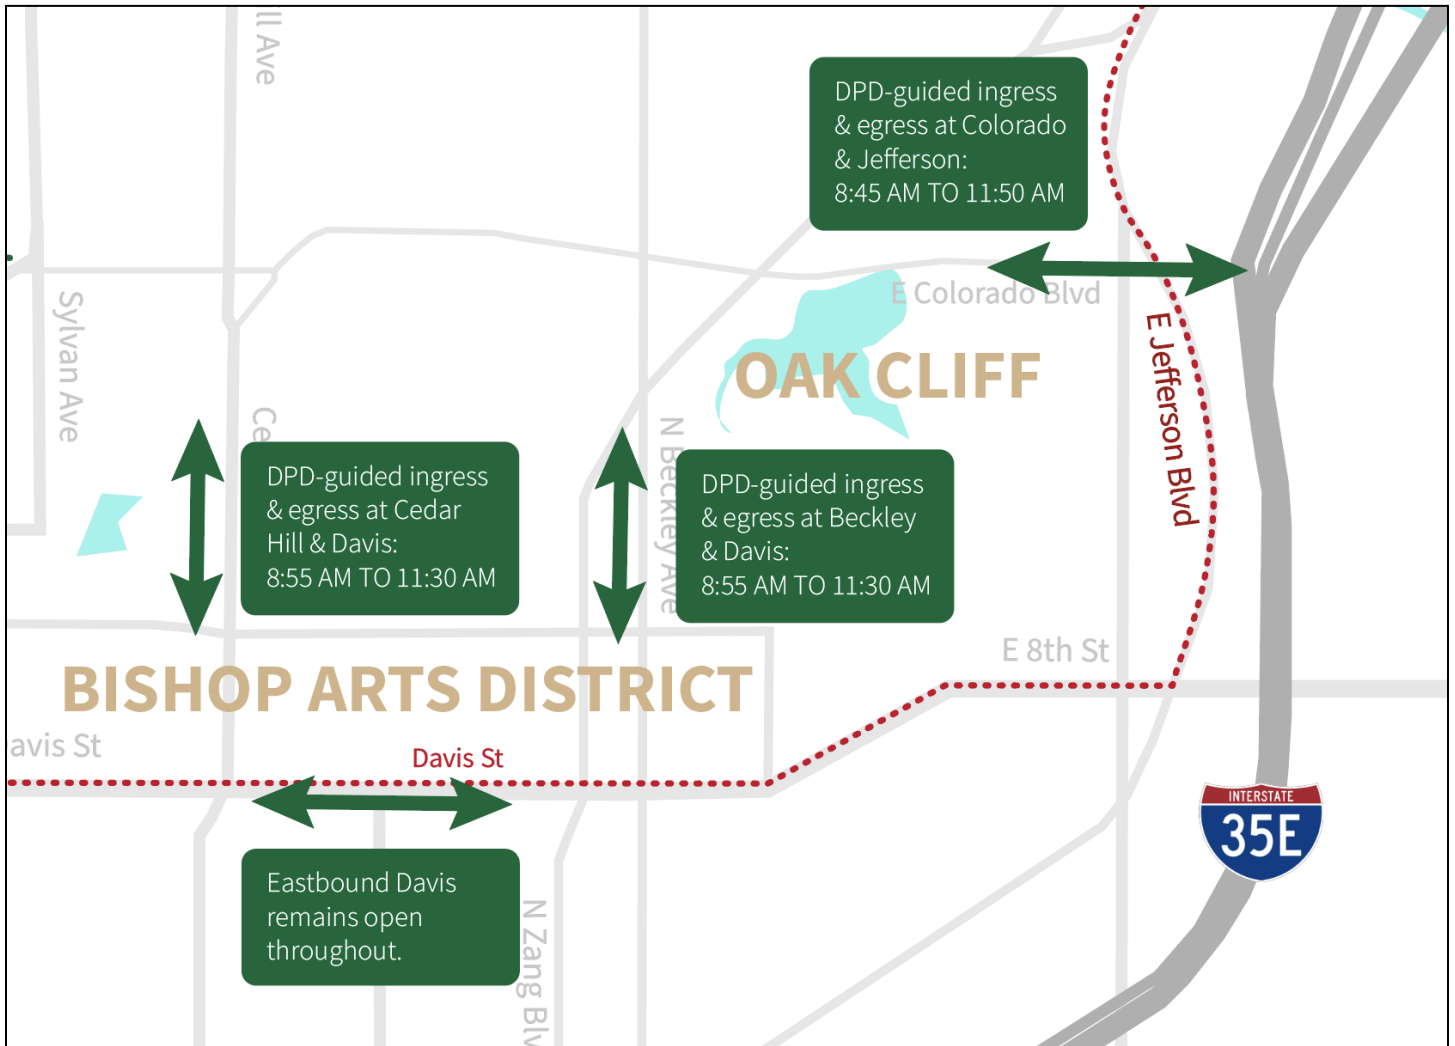 ll Ave
DPD-guided ingress
& egress at Colorado
& Jefferson:
8:45 AM TO 11:50 AM
E Colorado Blvd
Sylvan Ave
E Jefferson Blvd
OAK CLIFF
Ce
N Beckley Ave
DPD-guided ingress
& egress at Cedar
Hill & Davis:
8:55 AM TO 11:30 AM
DPD-guided ingress
& egress at Beckley
& Davis:
8:55 AM TO 11:30 AM
E 8th St
BISHOP ARTS DISTRICT
avis St
Davis St
INTERSTATE
35E
Eastbound Davis
remains open
throughout.
N Zang Blv